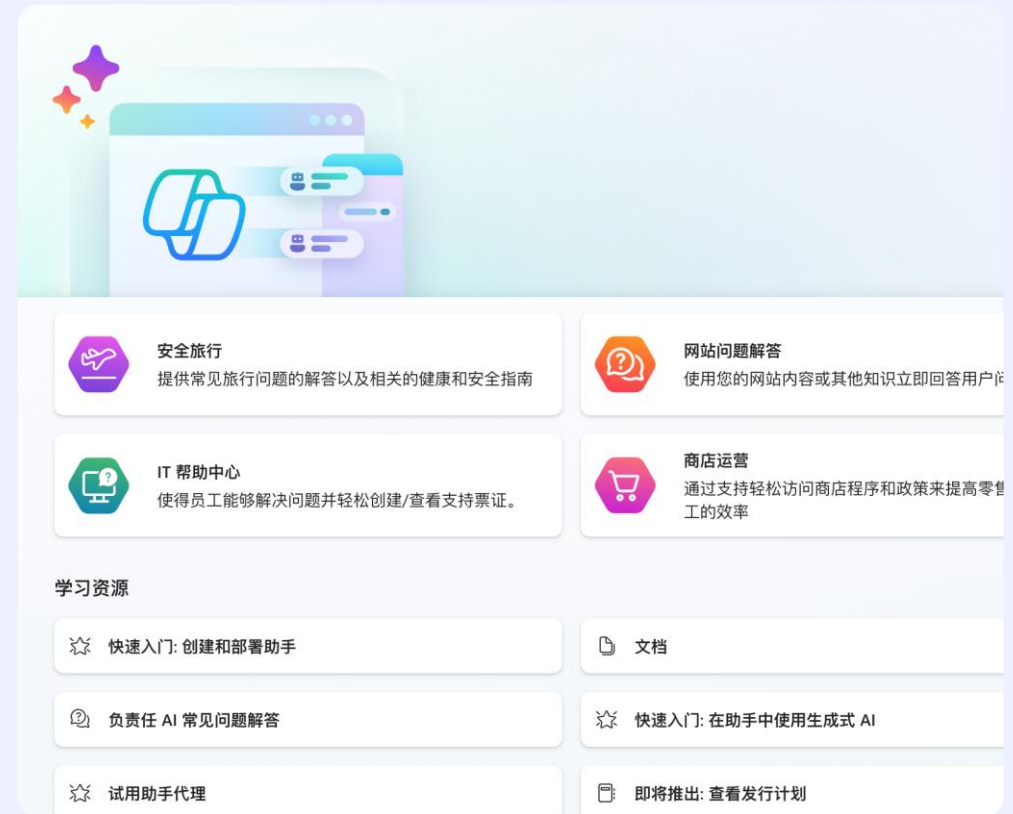 安全旅行
提供常见旅行问题的解答以及相关的健康和安全指南
网站问题解答
使用您的网站内容或其他知识立即回答用户
IT 帮助中心
使得员工能够解决问题并轻松创建/查看支持票证。
商店运营
通过支持轻松访问商店程序和政策来提高零售
工的效率
学习资源
快速入门: 创建和部署助手
文档
负责任 AI 常见问题解答
快速入门: 在助手中使用生成式 AI
试用助手代理
即将推出: 查看发行计划